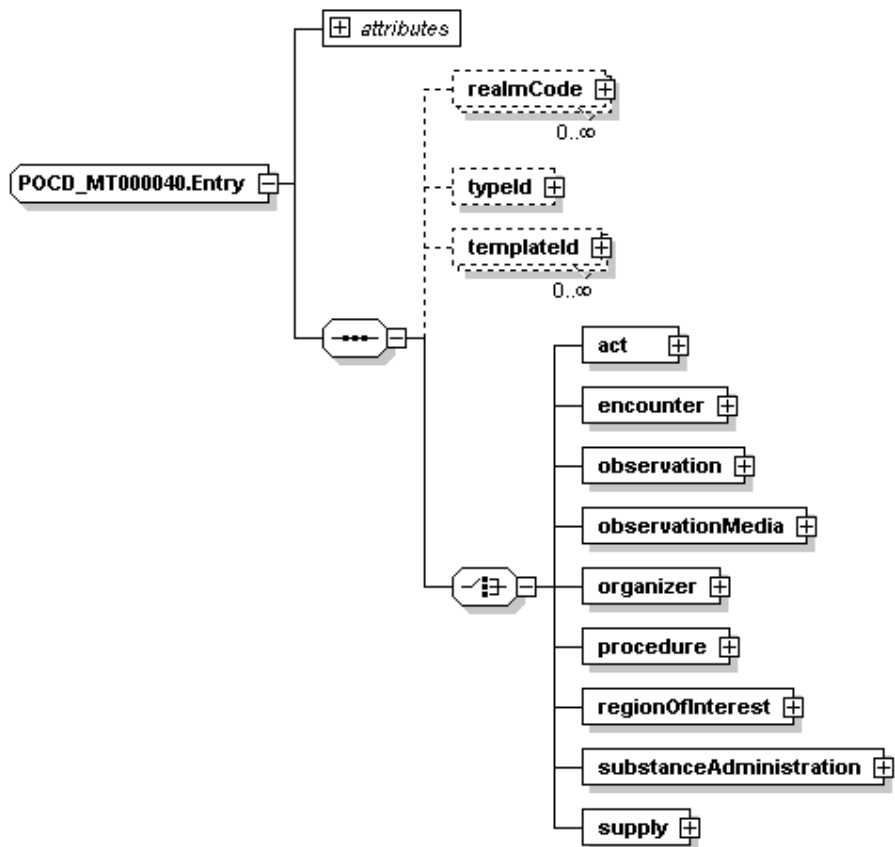 attributes
realmCode
0..∞
POCD_MT000040.Entry
typeId
templateId
0..∞
act
encounter
observation
observationMedia
organizer
procedure
regionOfInterest
substanceAdministration
supply